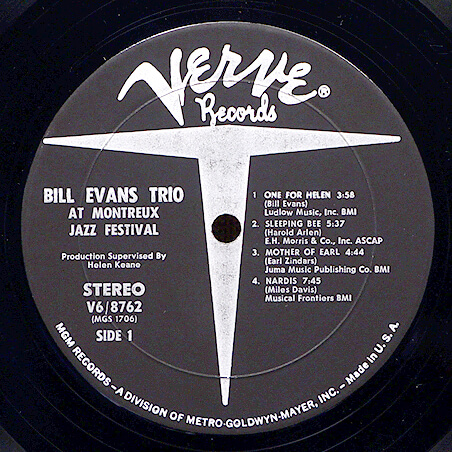 Verve®
Records
BILL EVANS TRIO
AT MONTREUX
JAZZ FESTIVAL
Production Supervised By
Helen Keane
STEREO
V6/8762
(MGS 1706)
SIDE 1
1 ONE FOR HELEN 3:58
(Bill Evans)
Ludlow Music, Inc. BMI
2. SLEEPING BEE 5:37
(Harold Arlen)
E.H. Morris & Co., Inc. ASCAP
3. MOTHER OF EARL 4:44
(Earl Zindars)
Juma Music Publishing Co. BMI
4. NARDIS 7:45
(Miles Davis)
Musical Frontiers BMI
MGM RECORDS—A DIVISION OF METRO-GOLDWYN-MAYER, INC. – Made in U.S.A.